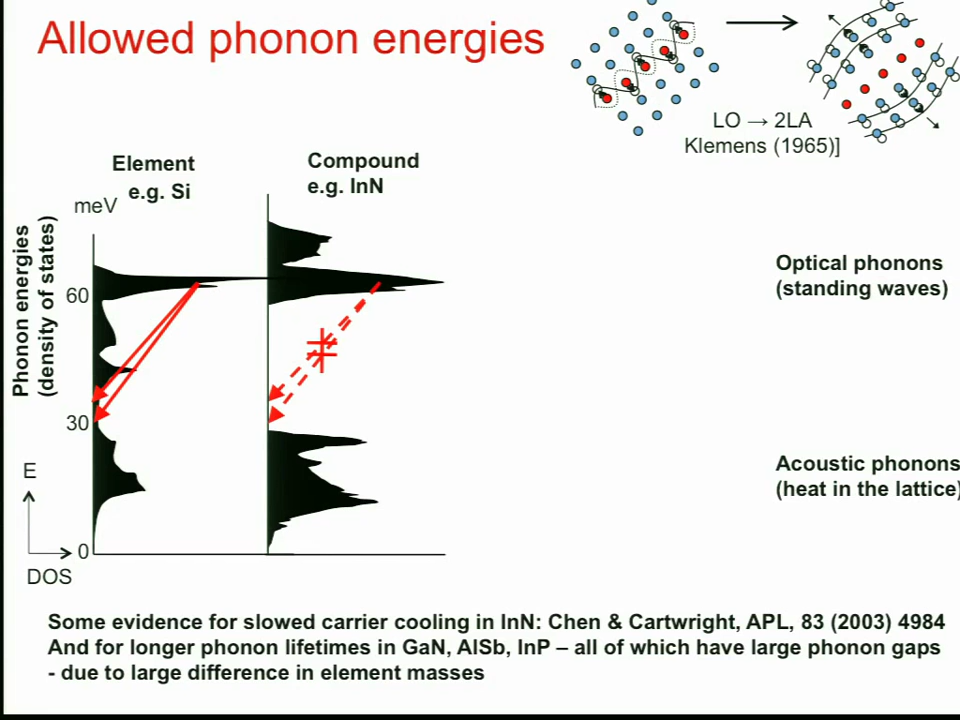 Allowed phonon energies
LO → 2LA
Klemens (1965)]
Element
e.g. Si
Compound
e.g. InN
meV
Phonon energies
(density of states)
60
30
0
E
DOS
Optical phonons
(standing waves)
Acoustic phonons
(heat in the lattice)
Some evidence for slowed carrier cooling in InN: Chen & Cartwright, APL, 83 (2003) 4984
And for longer phonon lifetimes in GaN, AlSb, InP – all of which have large phonon gaps
- due to large difference in element masses